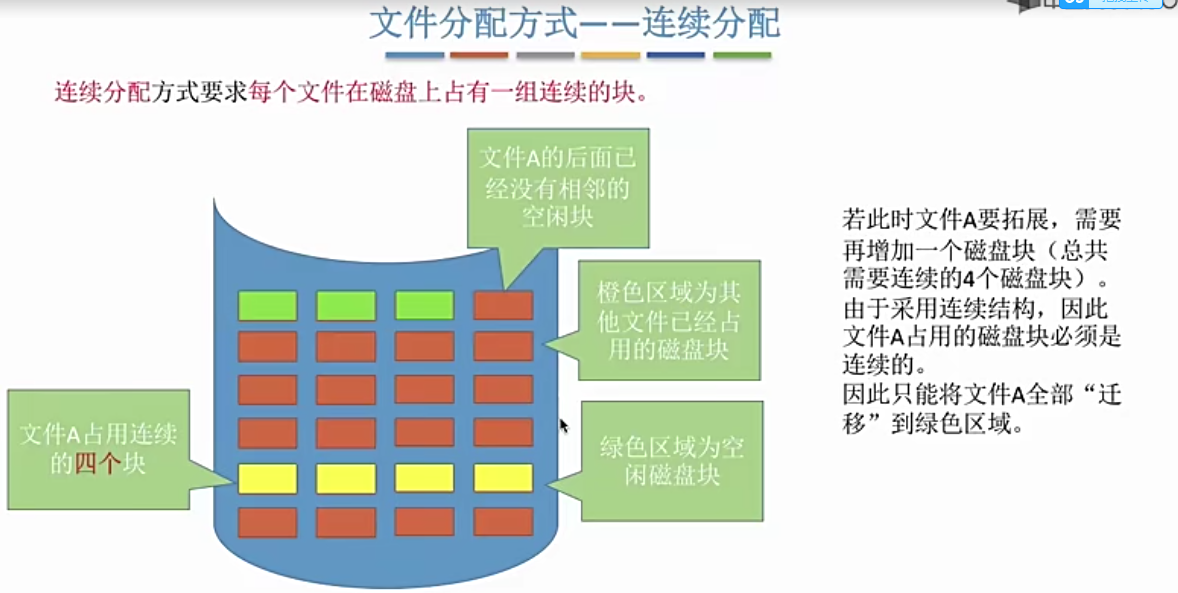 文件分配方式——连续分配
连续分配方式要求每个文件在磁盘上占有一组连续的块。
文件A的后面已
经没有相邻的
空闲块
橙色区域为其
他文件已经占
用的磁盘块
绿色区域为空
闲磁盘块
文件A占用连续
的四个块
若此时文件A要拓展，需要
再增加一个磁盘块（总共
需要连续的4个磁盘块）。
由于采用连续结构，因此
文件A占用的磁盘块必须是
连续的。
因此只能将文件A全部“迁
移”到绿色区域。